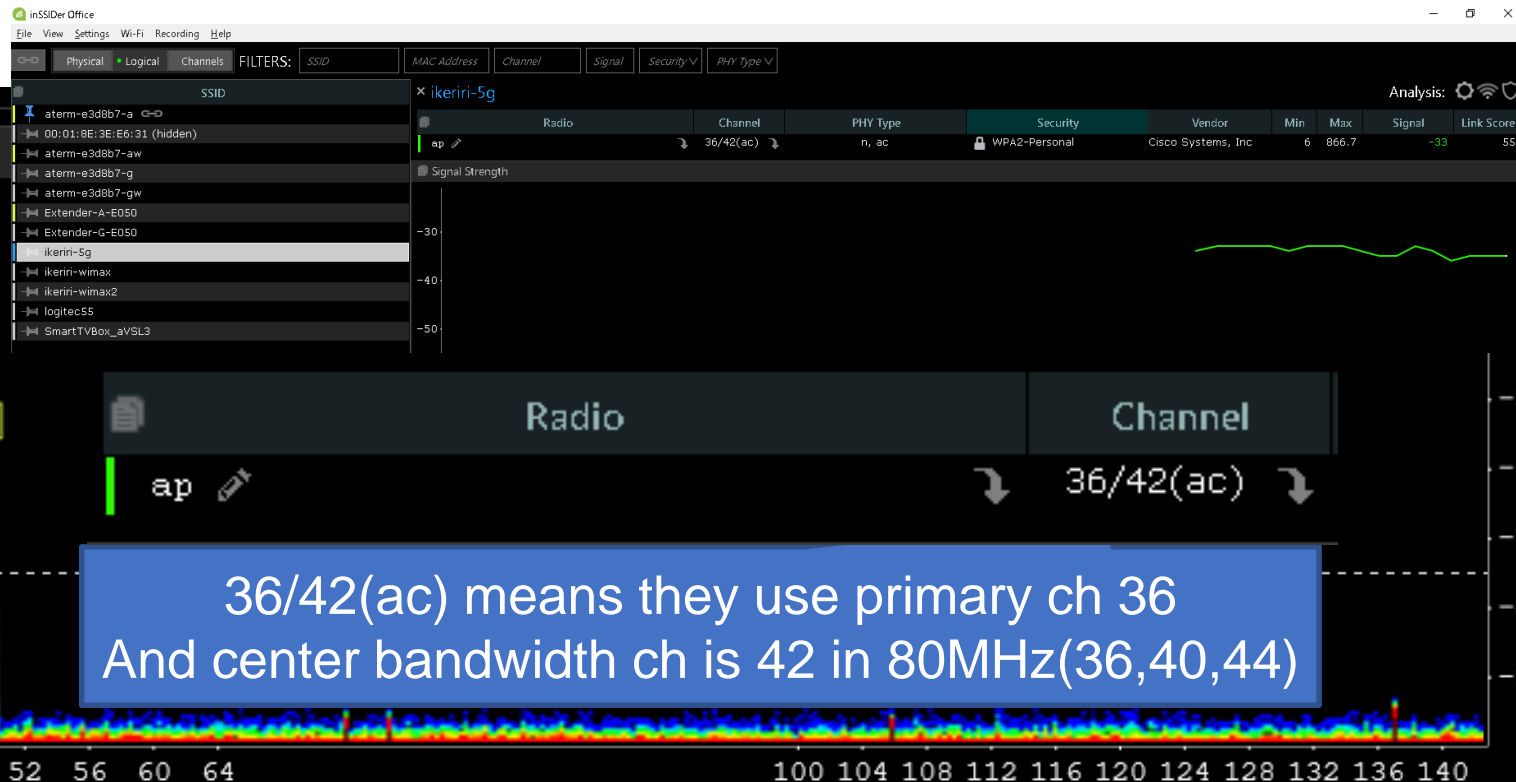 inSSIDer Office
File View Settings Wi-Fi Recording Help
Physical Logical Channels FILTERS: SSID MAC Address Channel Signal Security PHY Type
SSID
aterm-e3d8b7-a
00:01:8E:3E:E6:31 (hidden)
aterm-e3d8b7-aw
aterm-e3d8b7-g
aterm-e3d8b7-gw
Extender-A-E050
Extender-G-E050
ikeriri-5g
ikeriri-wimax
ikeriri-wimax2
logitec55
SmartTVBox_aVSL3
× ikeriri-5g Analysis:
Radio Channel PHY Type Security Vendor Min Max Signal Link Score
ap 36/42(ac) n, ac WPA2-Personal Cisco Systems, Inc 6 866.7 -33 55
Signal Strength
-30
-40
-50
Radio Channel
ap 36/42(ac)
36/42(ac) means they use primary ch 36
And center bandwidth ch is 42 in 80MHz(36,40,44)
52 56 60 64 100 104 108 112 116 120 124 128 132 136 140